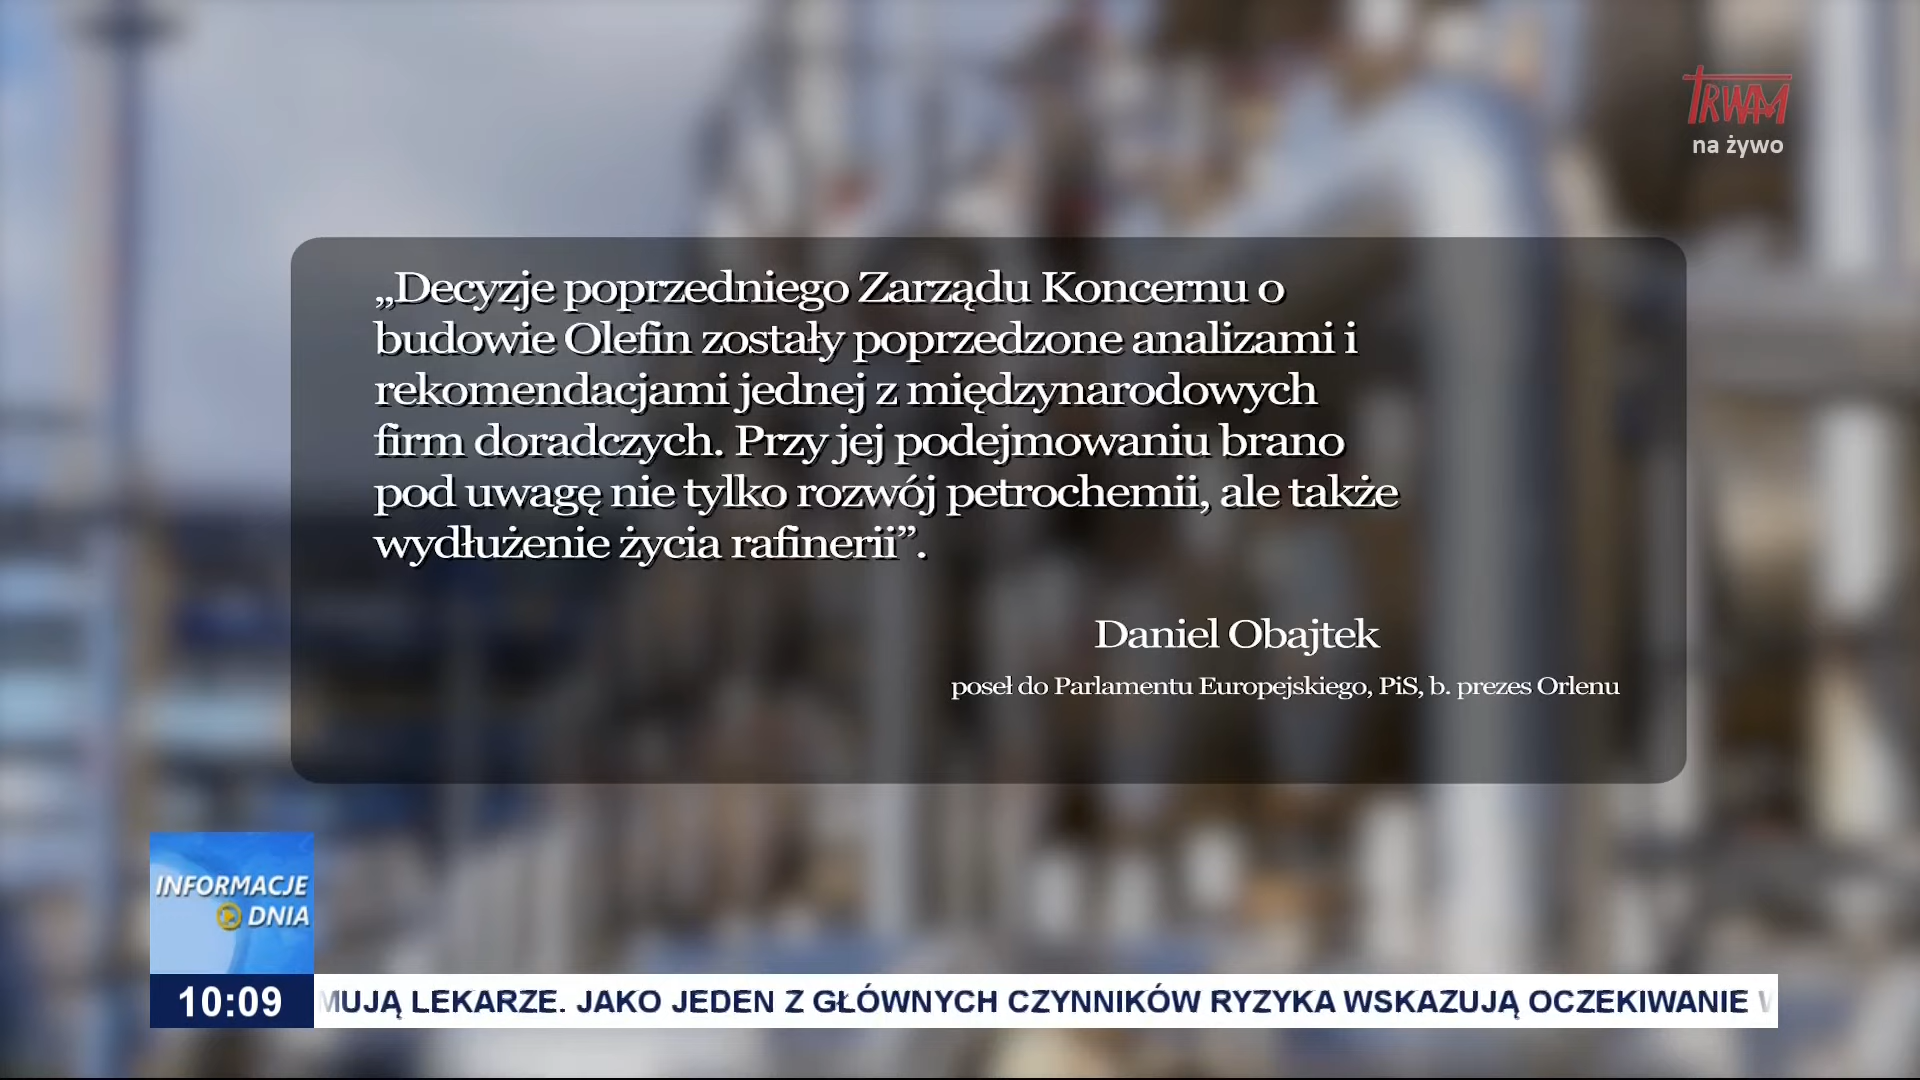 TRWAM
na żywo
„Decyzje poprzedniego Zarządu Koncernu o
budowie Olefin zostały poprzedzone analizami i
rekomendacjami jednej z międzynarodowych
firm doradczych. Przy jej podejmowaniu brano
pod uwagę nie tylko rozwój petrochemii, ale także
wydłużenie życia rafinerii”.
Daniel Obajtek
poseł do Parlamentu Europejskiego, PiS, b. prezes Orlenu
INFORMACJE
DNIA
10:09 MUJĄ LEKARZE. JAKO JEDEN Z GŁÓWNYCH CZYNNIKÓW RYZYKA WSKAZUJĄ OCZEKIWANIE